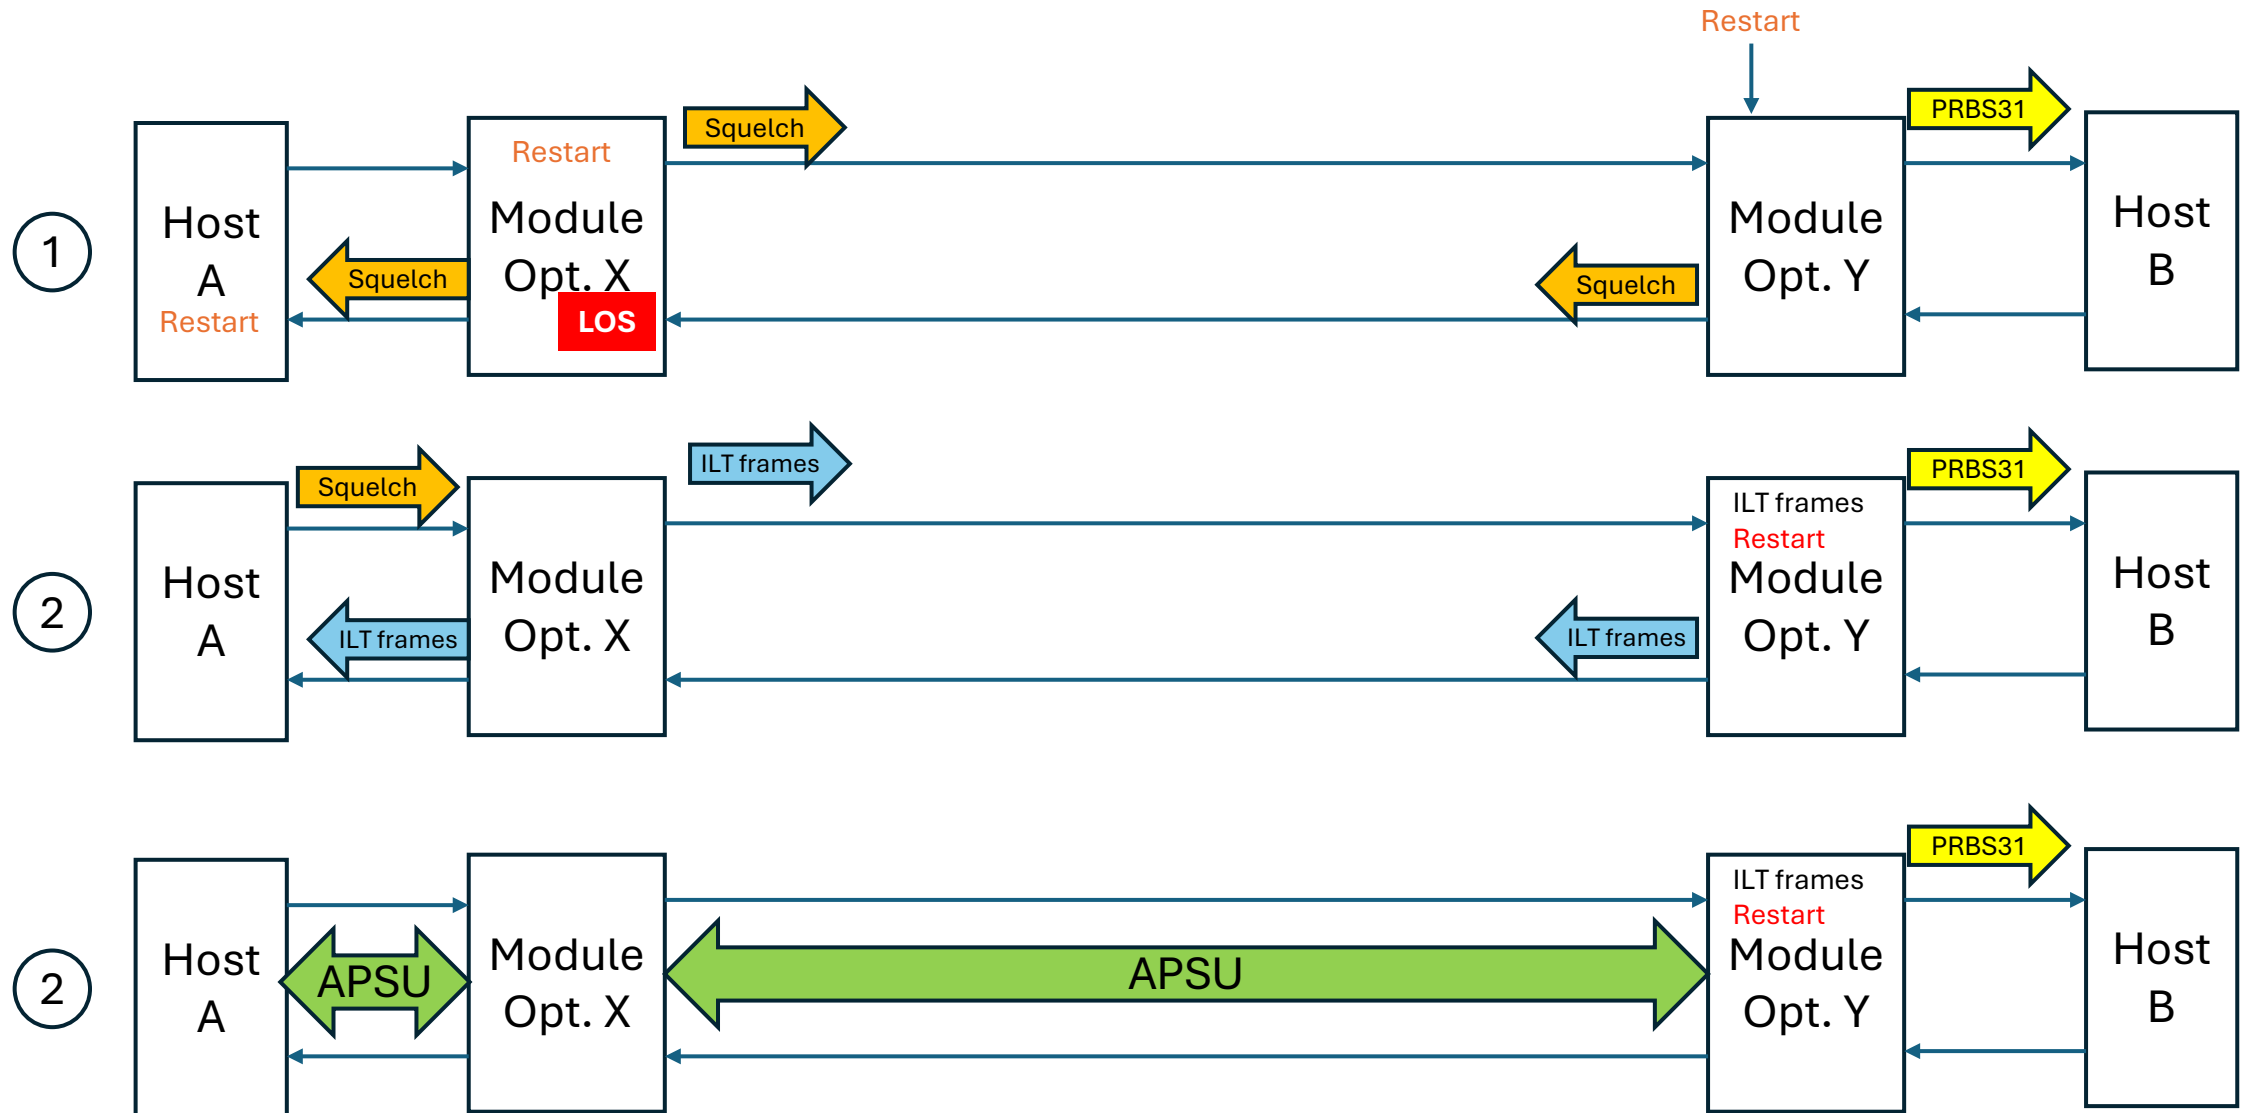 Restart
1
Host
A
Restart
Squelch
Restart
Module
Opt. X
LOS
Squelch
Squelch
Module
Opt. Y
PRBS31
Host
B
2
Host
A
Squelch
ILT frames
Module
Opt. X
ILT frames
ILT frames
ILT frames
Restart
Module
Opt. Y
PRBS31
Host
B
2
Host
A
APSU
Module
Opt. X
APSU
ILT frames
Restart
Module
Opt. Y
PRBS31
Host
B